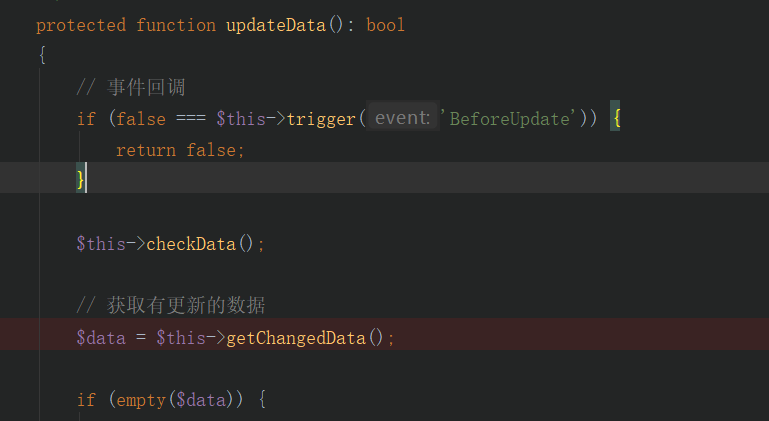 protected function updateData(): bool
{
// 事件回调
if (false === $this->trigger( event: 'BeforeUpdate')) {
return false;
}
$this->checkData();
// 获取有更新的数据
$data = $this->getChangedData();
if (empty($data)) {